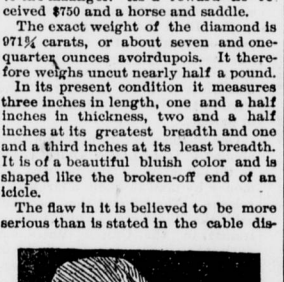 ceived $750 and a horse and saddle.
The exact weight of the diamond is
971¾ carats, or about seven and one-
quarter ounces avoirdupois. It there-
fore weighs uncut nearly half a pound.
In its present condition it measures
three inches in length, one and a half
inches in thickness, two and a half
inches at its greatest breadth and one
and a third inches at its least breadth.
It is of a beautiful bluish color and is
shaped like the broken-off end of an
icicle.
The flaw in it is believed to be more
serious than is stated in the cable dis-